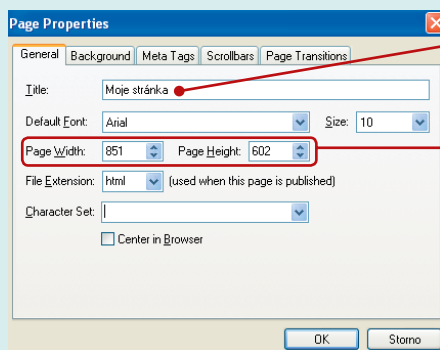 Page Properties
General Background Meta Tags Scrollbars Page Transitions
Title: Moje stránka
Default Font: Arial Size: 10
Page Width: 851 Page Height: 602
File Extension: html (used when this page is published)
Character Set:
Center in Browser
OK Storno